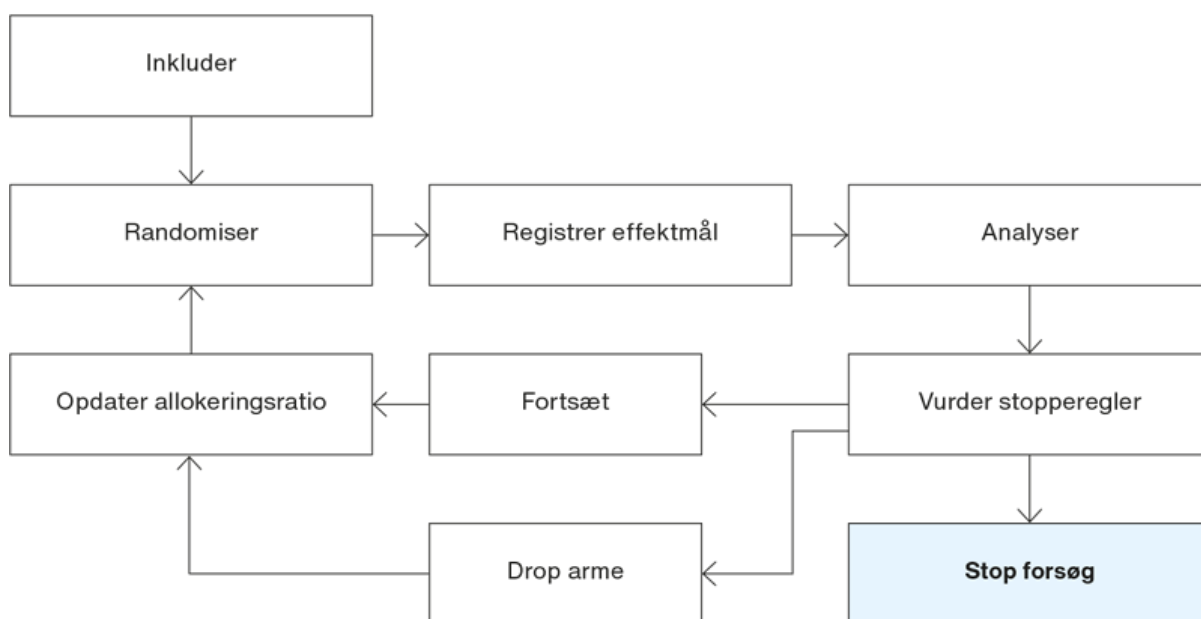 Inkluder
Randomiser
Registrer effektmål
Analyser
Opdater allokeringsratio
Fortsæt
Vurder stopperegler
Drop arme
Stop forsøg